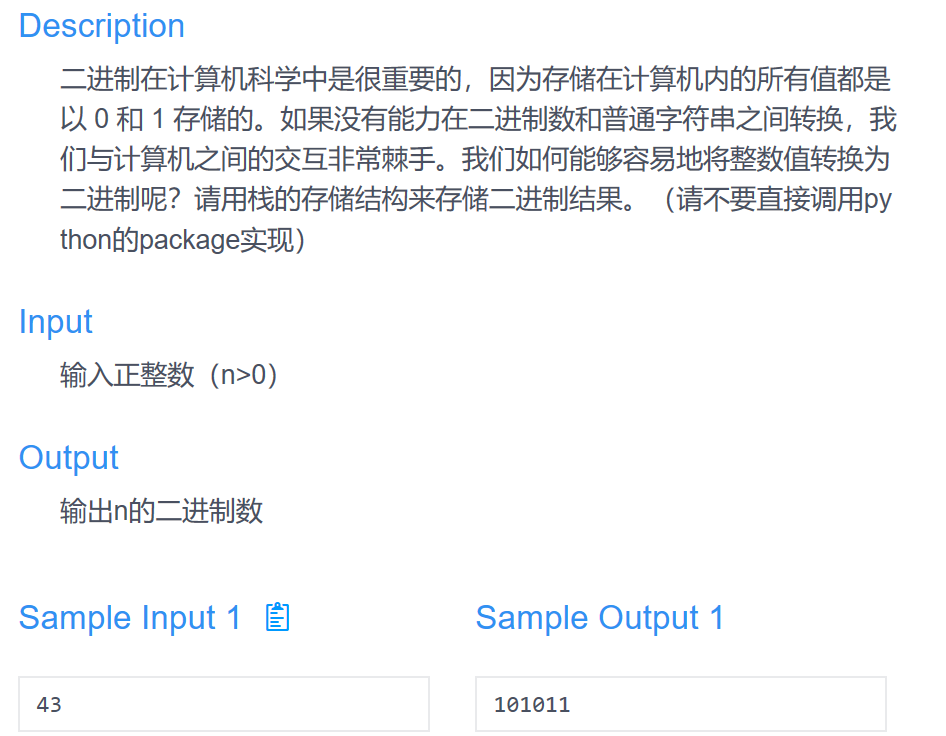 Description
二进制在计算机科学中是很重要的，因为存储在计算机内的所有值都是
以 0 和 1 存储的。如果没有能力在二进制数和普通字符串之间转换，我
们与计算机之间的交互非常棘手。我们如何能够容易地将整数值转换为
二进制呢？请用栈的存储结构来存储二进制结果。（请不要直接调用py
thon的package实现）
Input
输入正整数（n>0）
Output
输出n的二进制数
Sample Input 1
Sample Output 1
43
101011